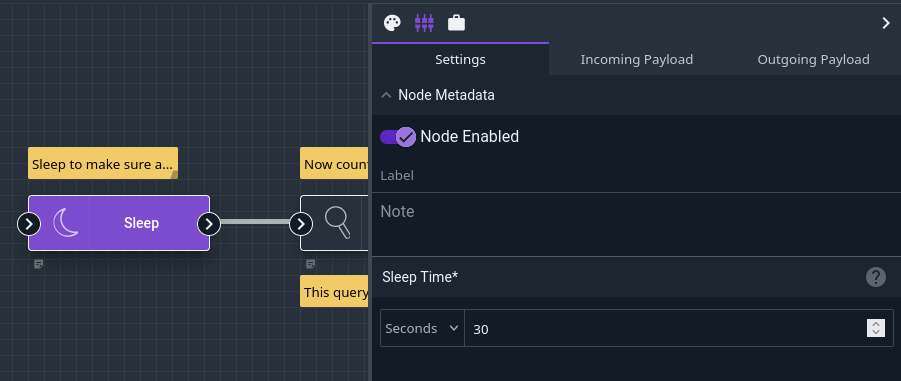 Settings
Incoming Payload
Outgoing Payload
Node Metadata
Node Enabled
Label
Note
Sleep Time*
Seconds
30
Sleep to make sure a...
Now coun
Sleep
This query